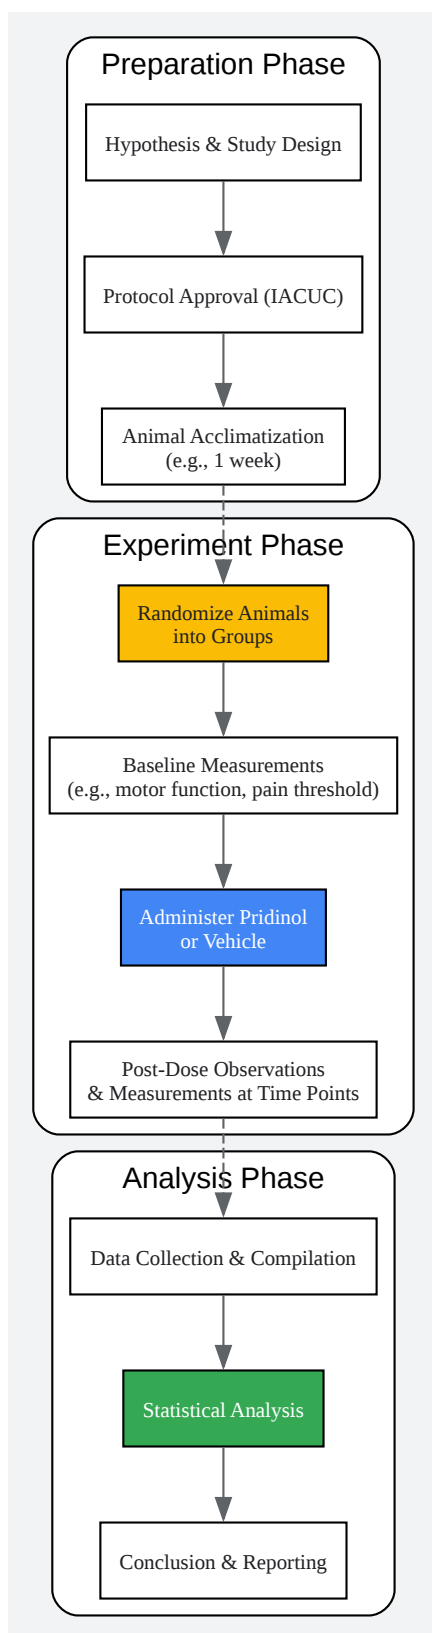 Preparation Phase
Hypothesis & Study Design
Protocol Approval (IACUC)
Animal Acclimatization
(e.g., 1 week)
Experiment Phase
Randomize Animals
into Groups
Baseline Measurements
(e.g., motor function, pain threshold)
Administer Pridinol
or Vehicle
Post-Dose Observations
& Measurements at Time Points
Analysis Phase
Data Collection & Compilation
Statistical Analysis
Conclusion & Reporting